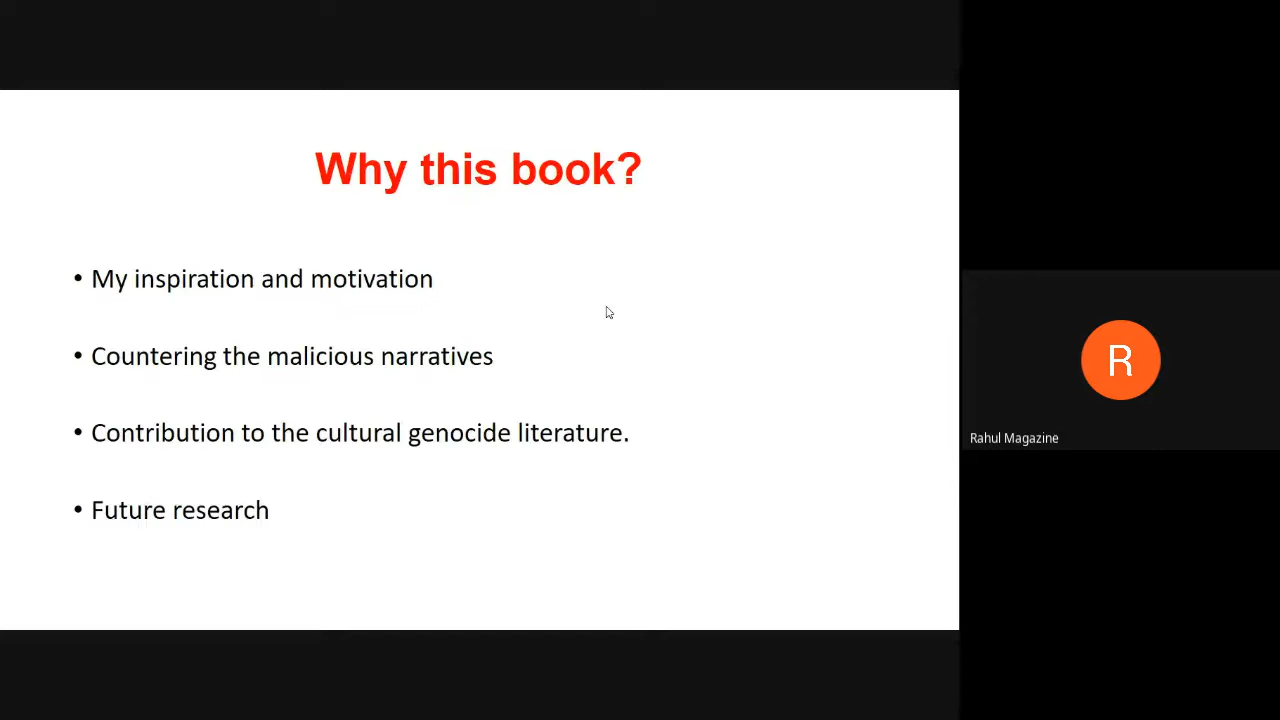 Why this book?
• My inspiration and motivation
• Countering the malicious narratives
• Contribution to the cultural genocide literature.
• Future research
R
Rahul Magazine